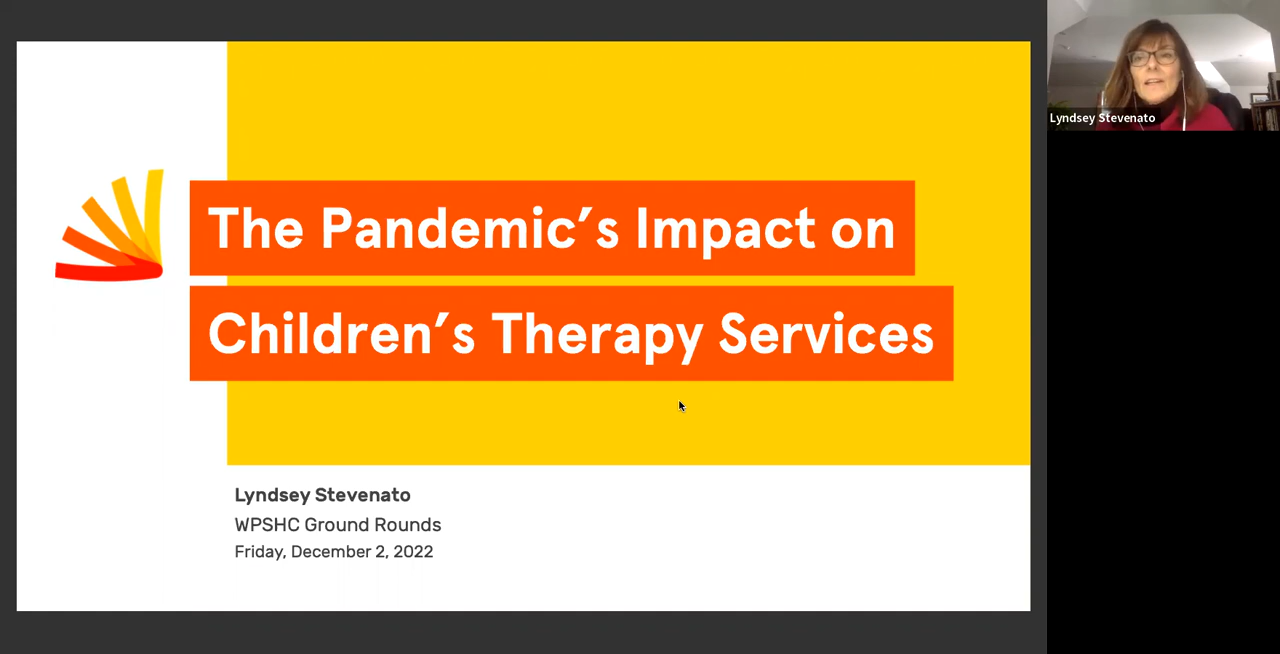 The Pandemic’s Impact on
Children’s Therapy Services
Lyndsey Stevenato
WPSHC Ground Rounds
Friday, December 2, 2022
Lyndsey Stevenato